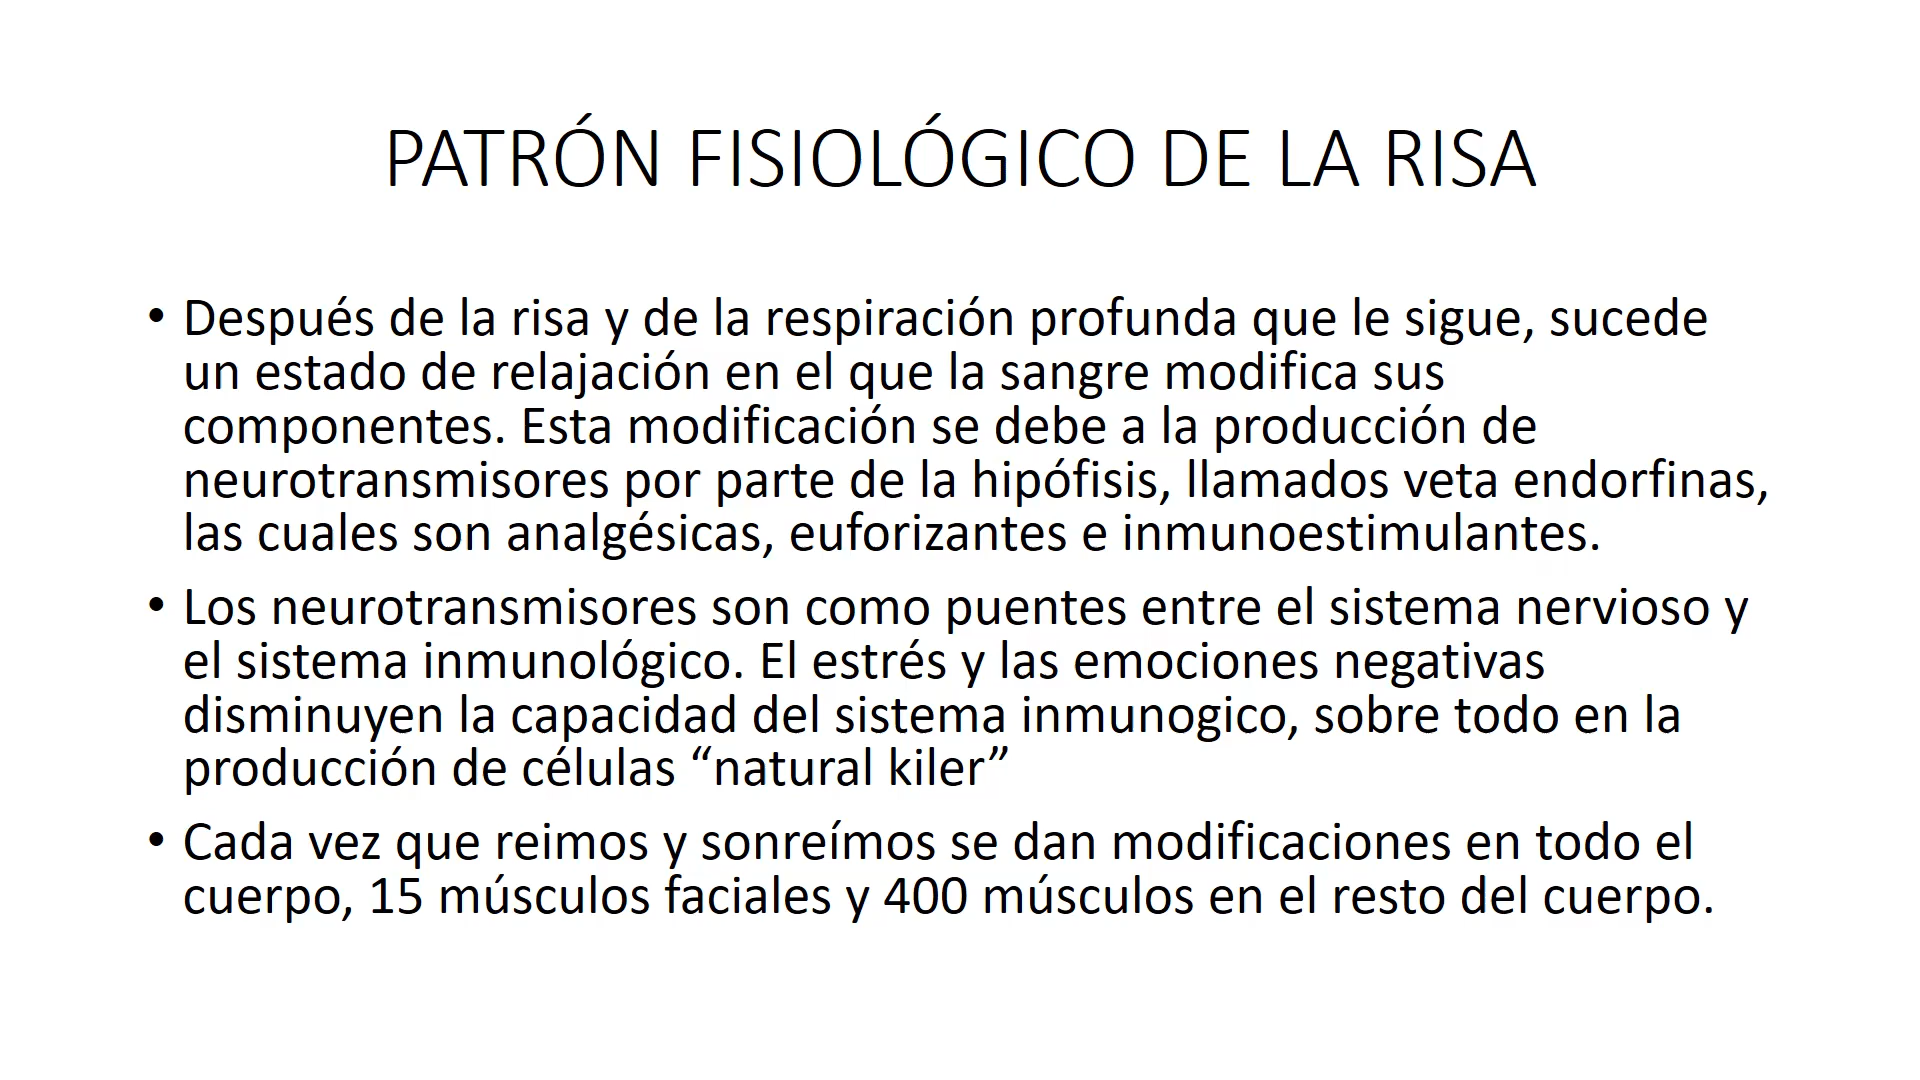 PATRÓN FISIOLÓGICO DE LA RISA
• Después de la risa y de la respiración profunda que le sigue, sucede
un estado de relajación en el que la sangre modifica sus
componentes. Esta modificación se debe a la producción de
neurotransmisores por parte de la hipófisis, llamados veta endorfinas,
las cuales son analgésicas, euforizantes e inmunoestimulantes.
• Los neurotransmisores son como puentes entre el sistema nervioso y
el sistema inmunológico. El estrés y las emociones negativas
disminuyen la capacidad del sistema inmunogico, sobre todo en la
producción de células “natural kiler”
• Cada vez que reimos y sonreímos se dan modificaciones en todo el
cuerpo, 15 músculos faciales y 400 músculos en el resto del cuerpo.